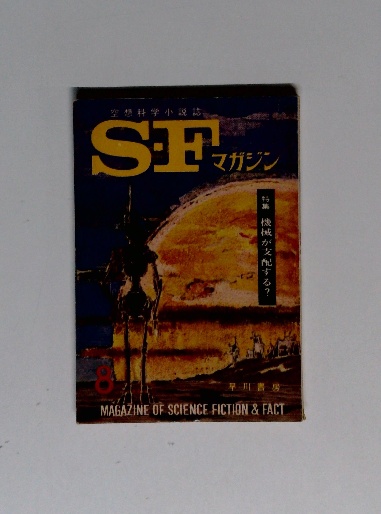 空想科学小説誌
S-Fマガジン
特集
機械が支配する?
8
早川書房
MAGAZINE OF SCIENCE FICTION & FACT